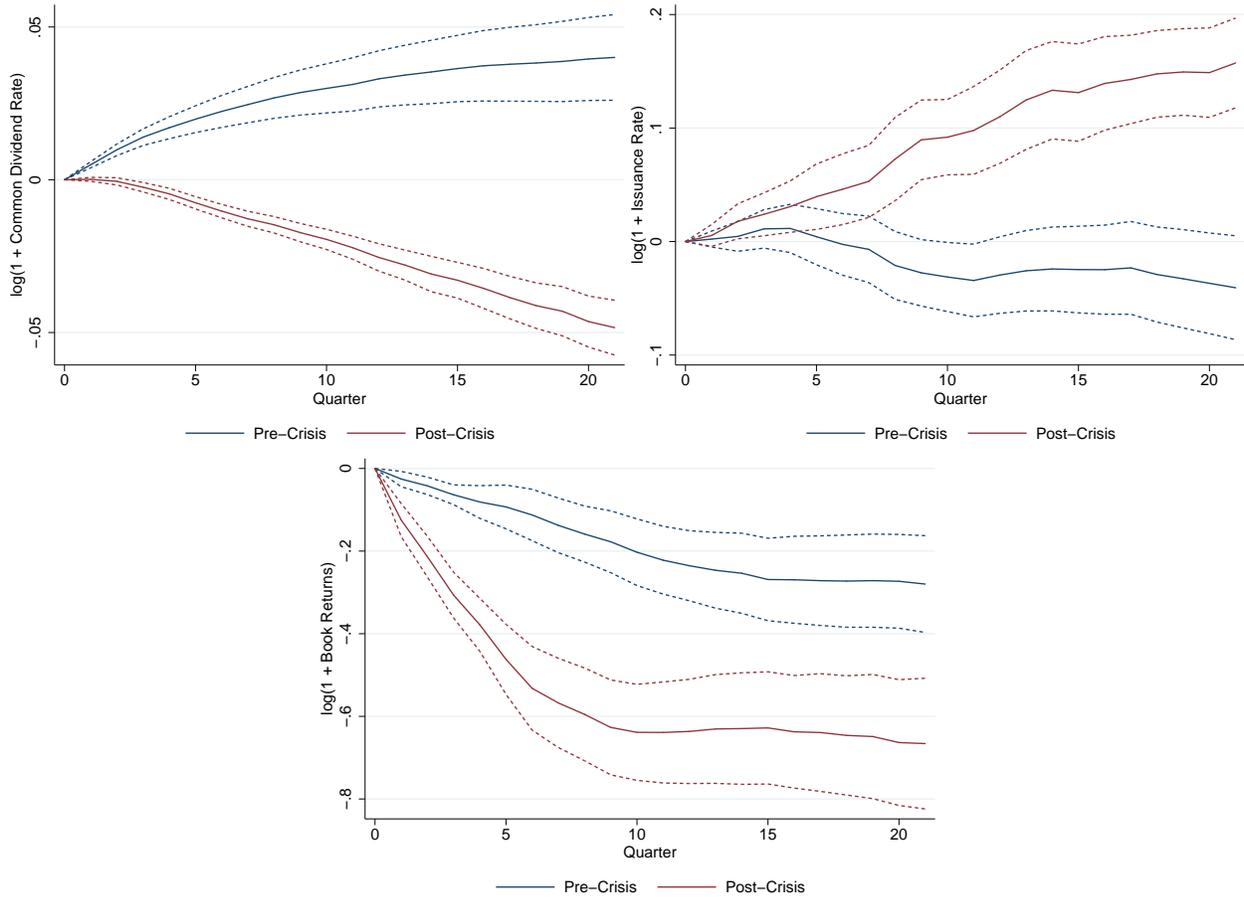 log(1 + Common Dividend Rate)
.05
0
−.05
0 5 10 15 20
Quarter
Pre−Crisis Post−Crisis
log(1 + Issuance Rate)
.2
.1
0
−.1
0 5 10 15 20
Quarter
Pre−Crisis Post−Crisis
log(1 + Book Returns)
0
−.2
−.4
−.6
−.8
0 5 10 15 20
Quarter
Pre−Crisis Post−Crisis